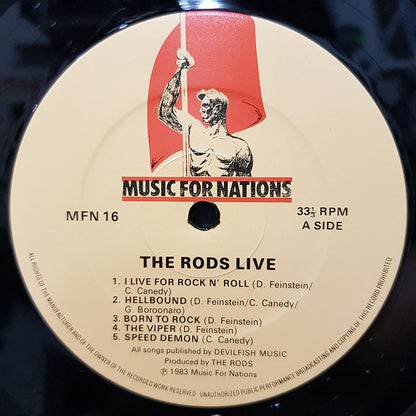 MUSIC FOR NATIONS
MFN 16
33⅓ RPM
A SIDE
THE RODS LIVE
1. I LIVE FOR ROCK N' ROLL (D. Feinstein/
C. Canedy)
2. HELLBOUND (D. Feinstein/C. Canedy/
G. Boroonaro)
3. BORN TO ROCK (D. Feinstein)
4. THE VIPER (D. Feinstein)
5. SPEED DEMON (C. Canedy)
All songs published by DEVILFISH MUSIC
Produced by THE RODS
℗ 1983 Music For Nations
ALL RIGHTS OF THE MANUFACTURER AND OF THE OWNER OF THE RECORDED WORK RESERVED · UNAUTHORISED PUBLIC PERFORMANCE BROADCASTING AND COPYING OF THIS RECORD PROHIBITED